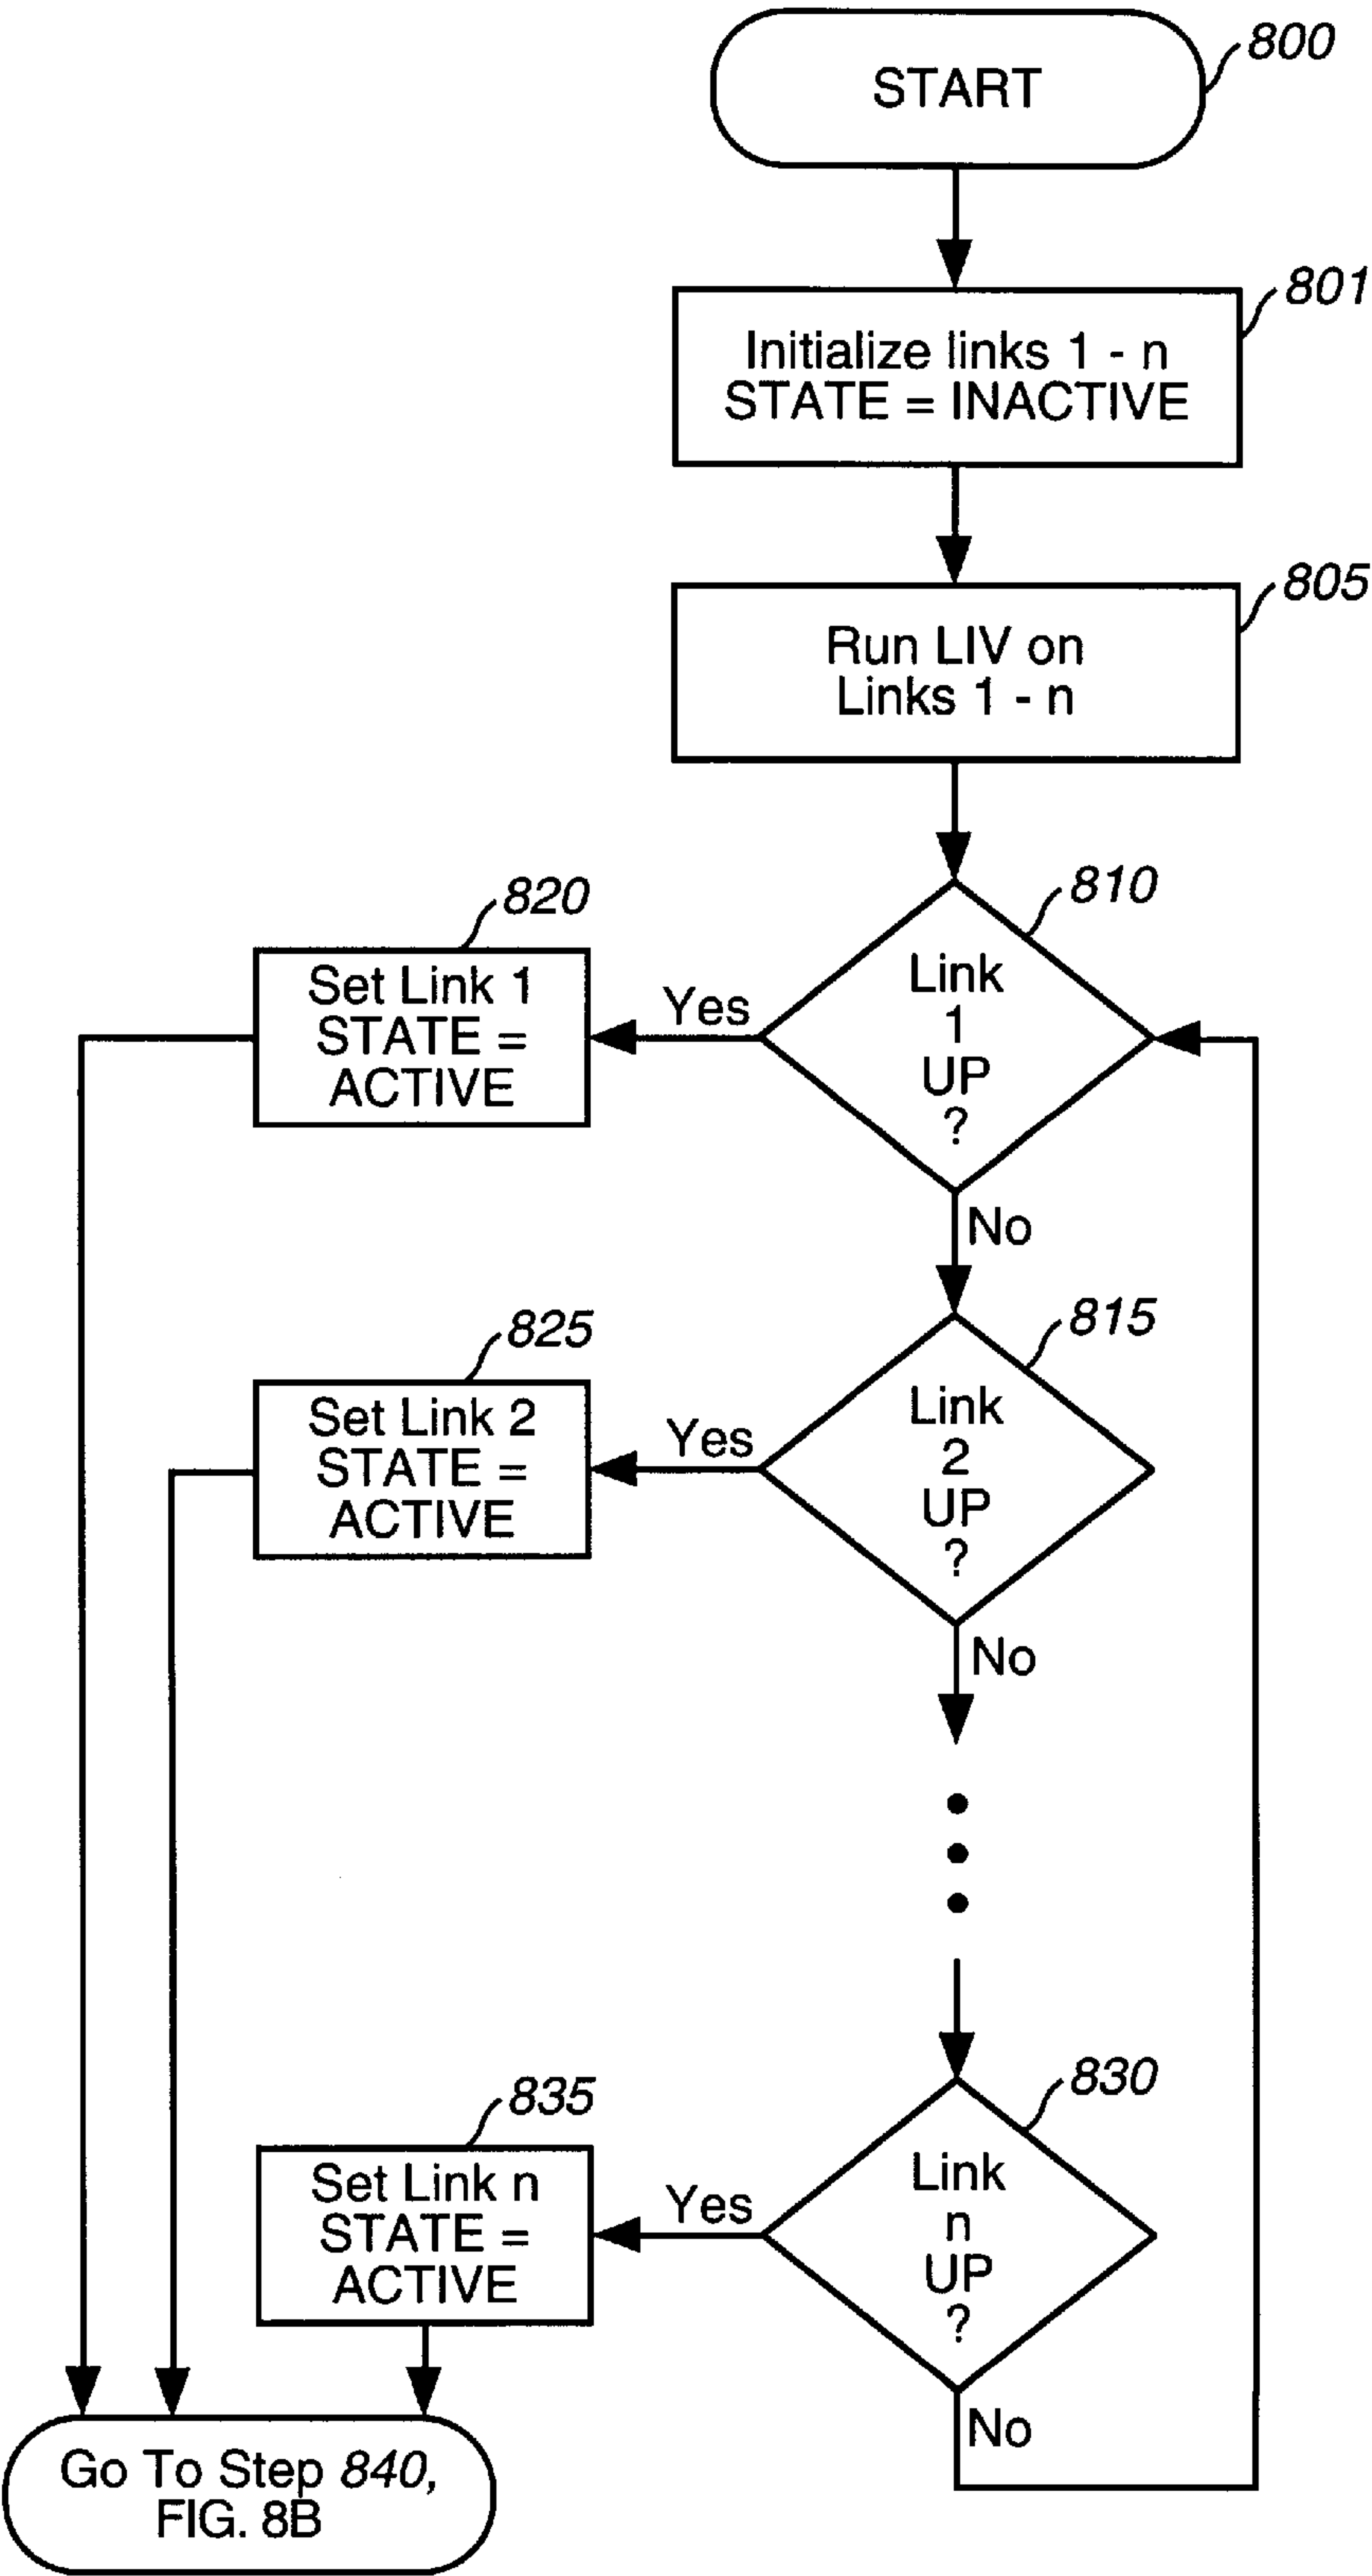 START
800
801
Initialize links 1 - n
STATE = INACTIVE
805
Run LIV on
Links 1 - n
810
Link
1
UP
?
Yes
820
Set Link 1
STATE =
ACTIVE
No
815
Link
2
UP
?
Yes
825
Set Link 2
STATE =
ACTIVE
No
830
Link
n
UP
?
Yes
835
Set Link n
STATE =
ACTIVE
No
Go To Step 840,
FIG. 8B